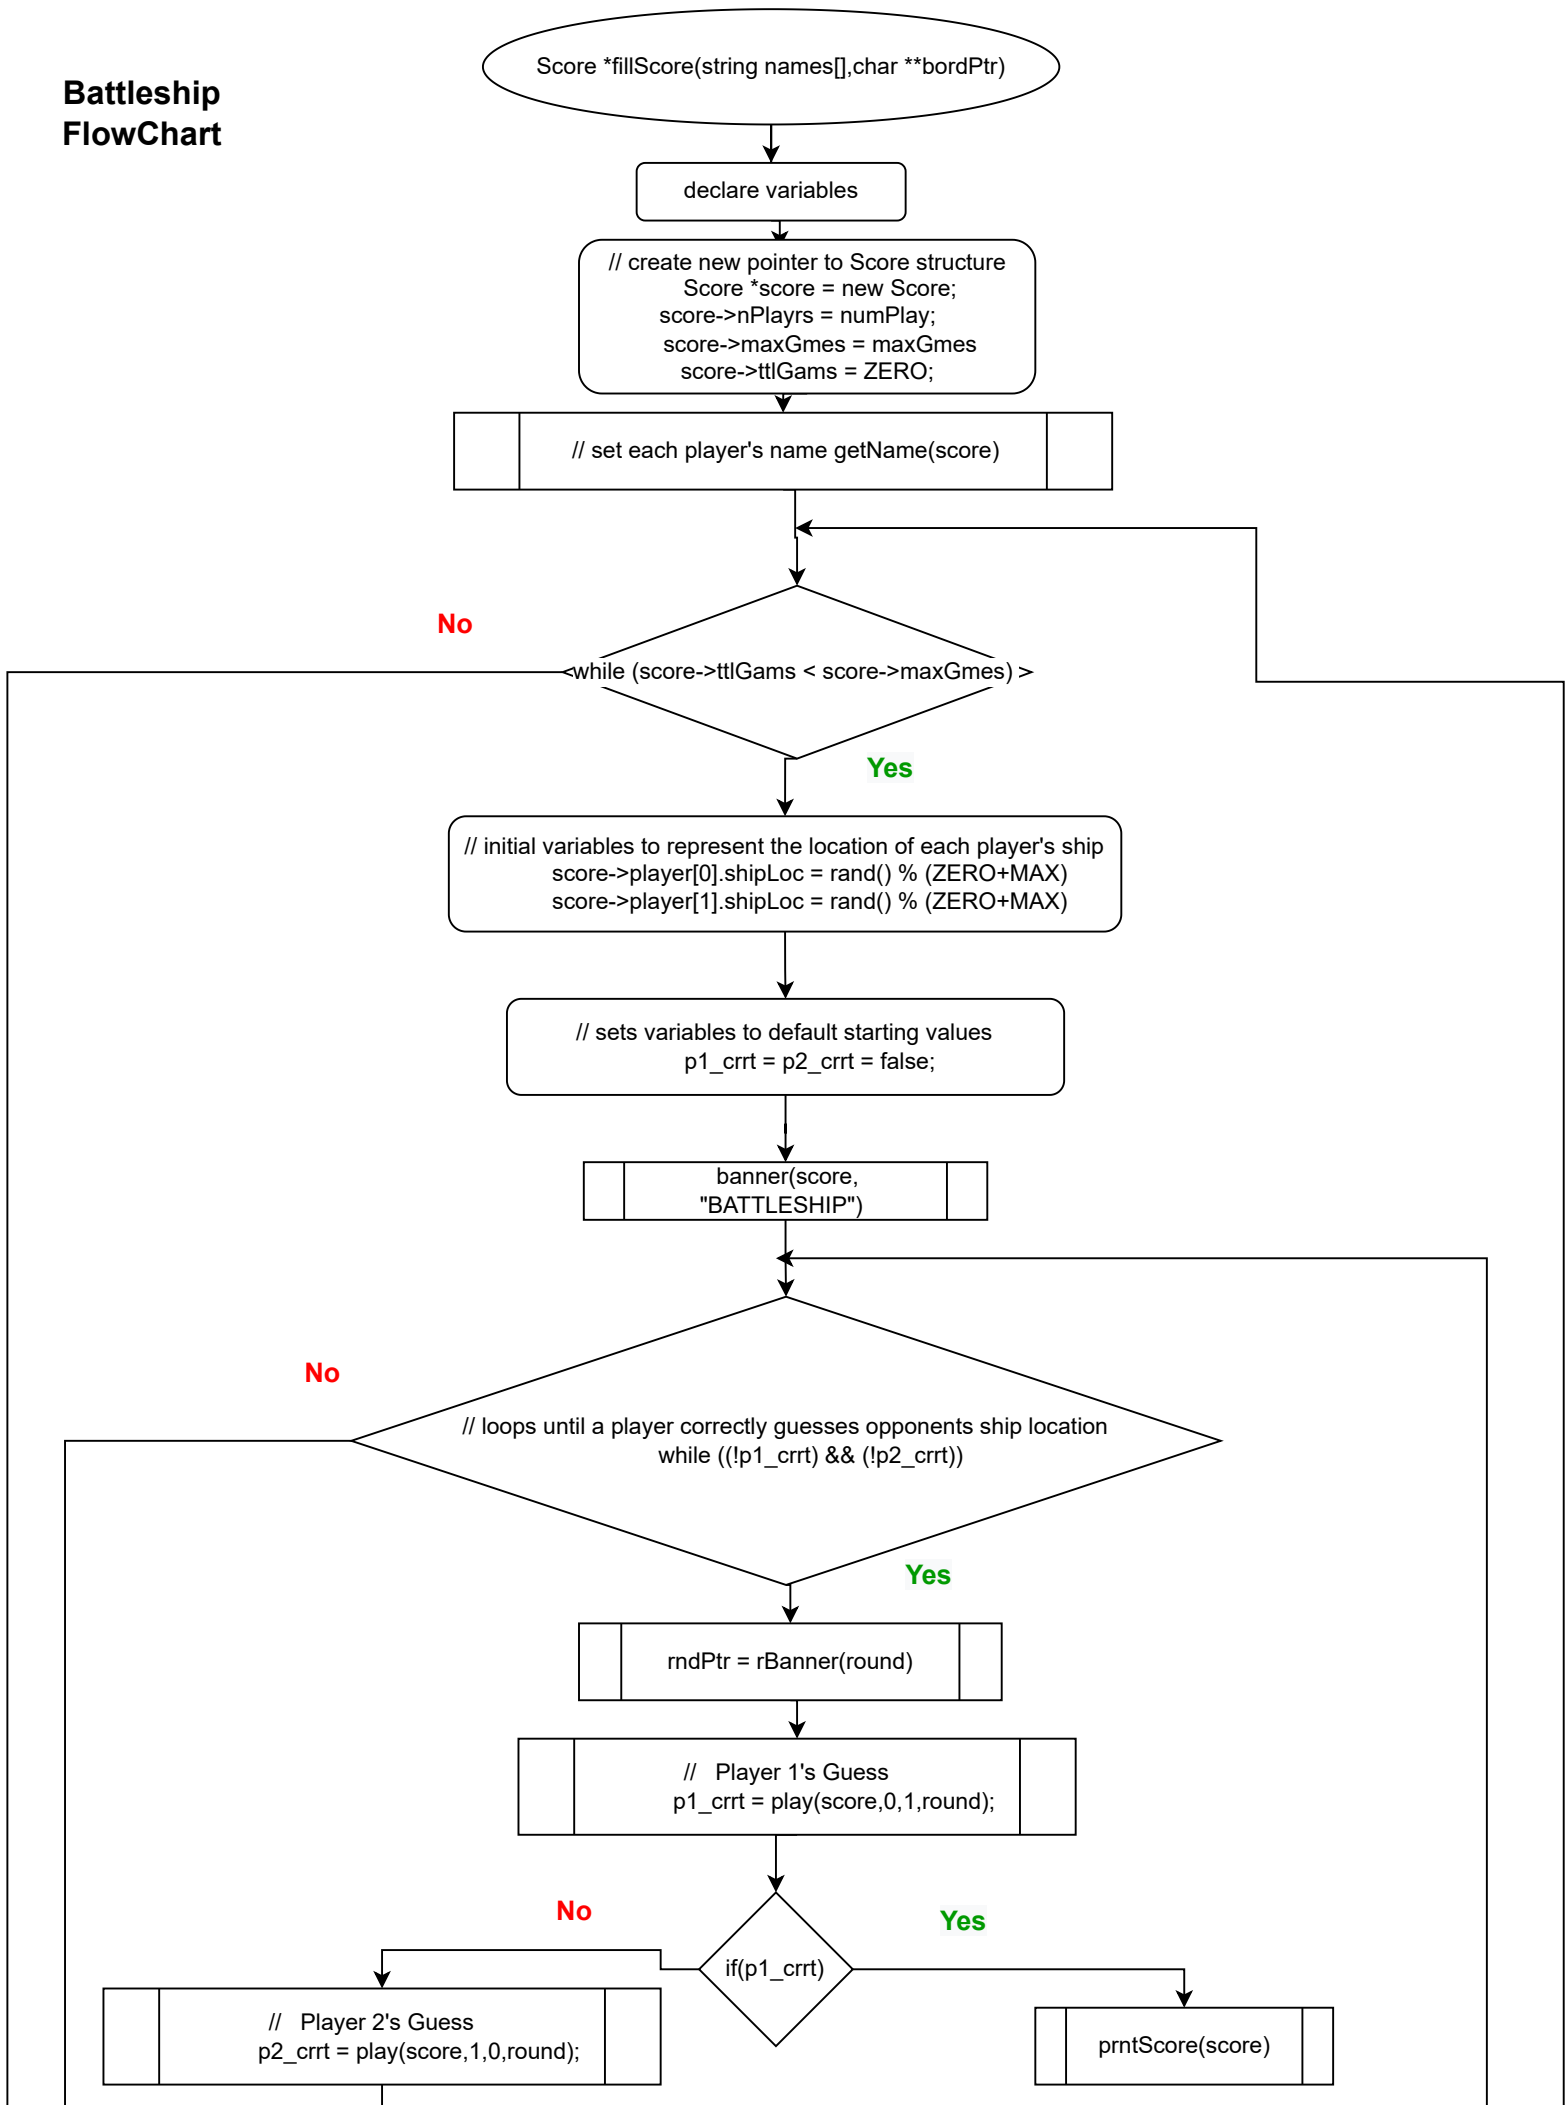 Score *fillScore(string names[],char **bordPtr)
Battleship
FlowChart
declare variables
// create new pointer to Score structure
Score *score = new Score;
score->nPlayrs = numPlay;
score->maxGmes = maxGmes
score->ttlGams = ZERO;
// set each player's name getName(score)
No
<while (score->ttlGams < score->maxGmes) >
Yes
// initial variables to represent the location of each player's ship
score->player[0].shipLoc = rand() % (ZERO+MAX)
score->player[1].shipLoc = rand() % (ZERO+MAX)
// sets variables to default starting values
p1_crrt = p2_crrt = false;
banner(score,
"BATTLESHIP")
No
// loops until a player correctly guesses opponents ship location
while ((!p1_crrt) && (!p2_crrt))
Yes
rndPtr = rBanner(round)
// Player 1's Guess
p1_crrt = play(score,0,1,round);
No
Yes
if(p1_crrt)
// Player 2's Guess
p2_crrt = play(score,1,0,round);
prntScore(score)